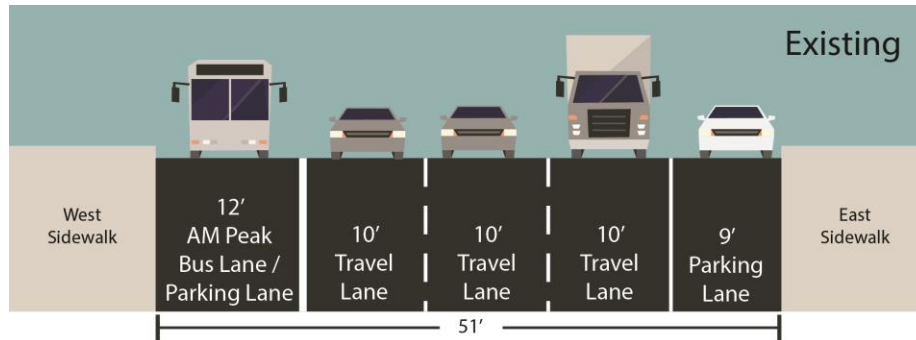 Existing
West
Sidewalk
12’
AM Peak
Bus Lane /
Parking Lane
10’
Travel
Lane
10’
Travel
Lane
10’
Travel
Lane
9’
Parking
Lane
East
Sidewalk
51’